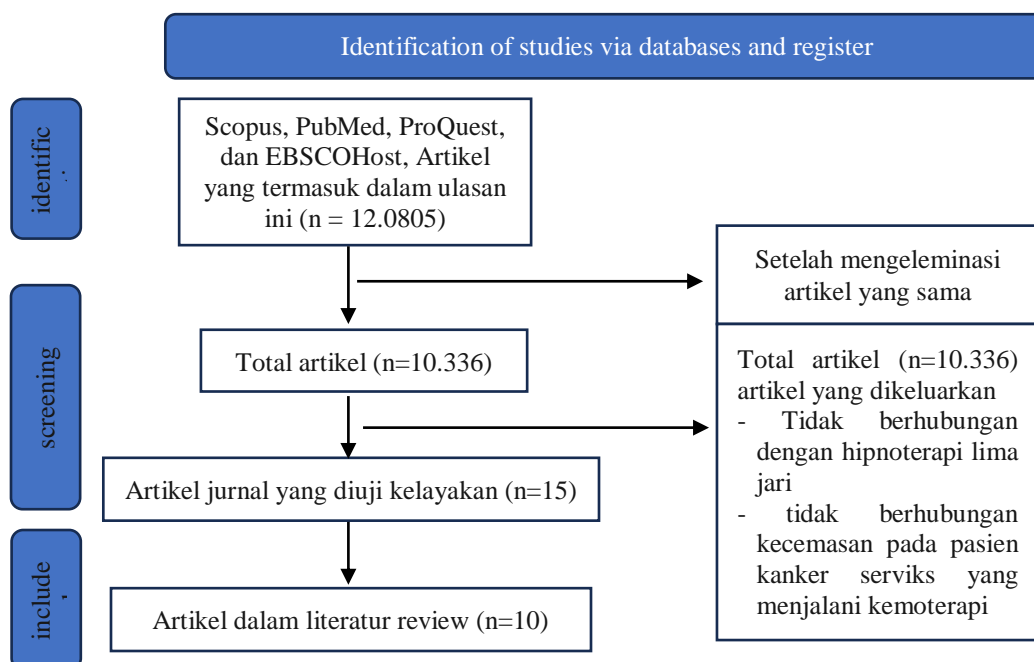 Identification of studies via databases and register
identific
Scopus, PubMed, ProQuest,
dan EBSCOHost, Artikel
yang termasuk dalam ulasan
ini (n = 12.0805)
Setelah mengeleminasi
artikel yang sama
screening
Total artikel (n=10.336)
Total artikel (n=10.336)
artikel yang dikeluarkan
- Tidak berhubungan
dengan hipnoterapi lima
jari
- tidak berhubungan
kecemasan pada pasien
kanker serviks yang
menjalani kemoterapi
Artikel jurnal yang diuji kelayakan (n=15)
include
Artikel dalam literatur review (n=10)